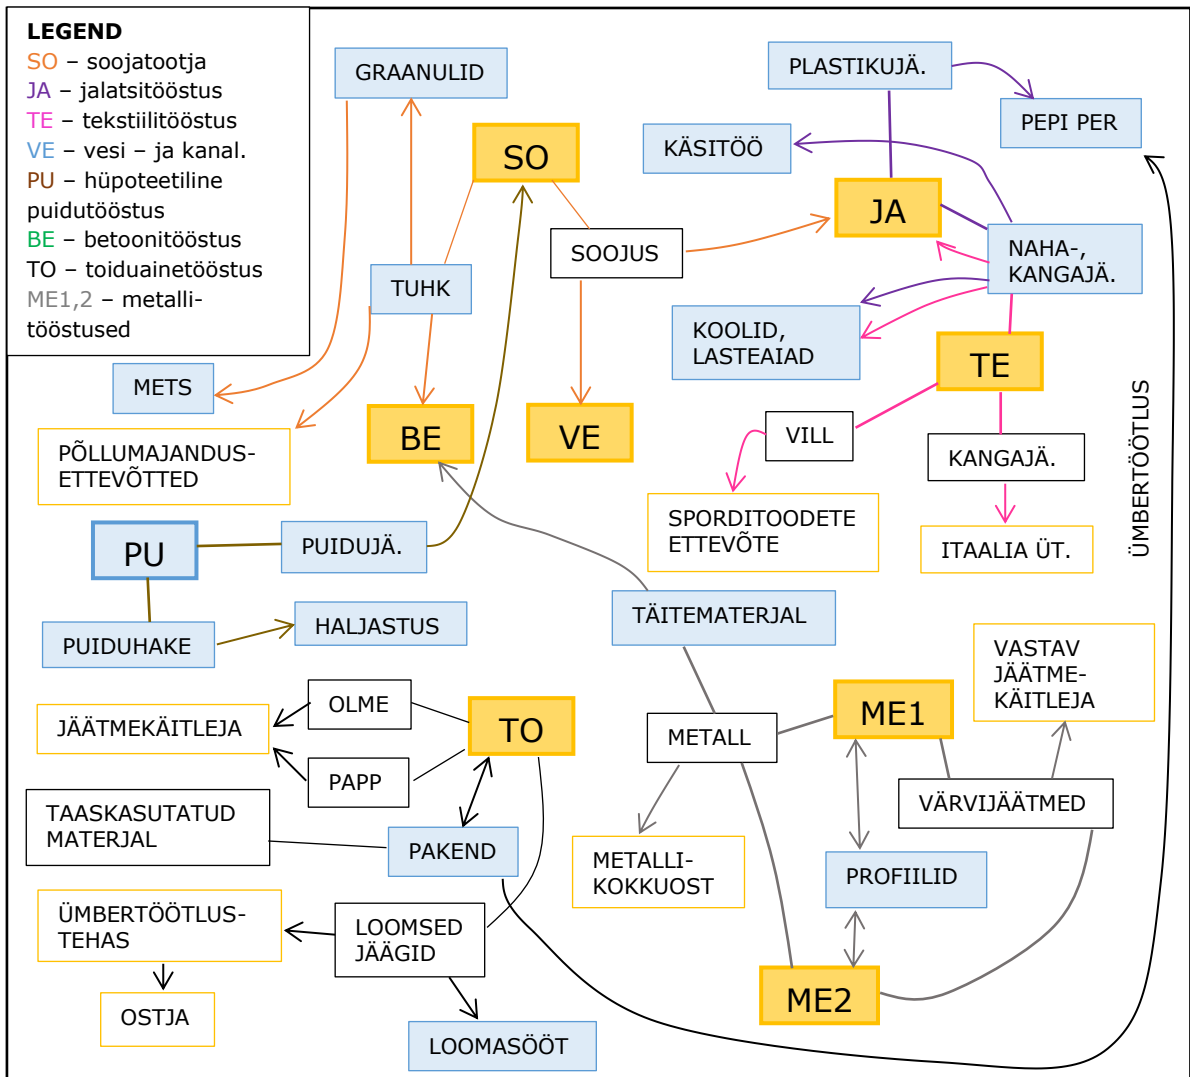 LEGEND
SO – soojatootja
JA – jalatsitööstus
TE – tekstiilitööstus
VE – vesi – ja kanal.
PU – hüpoteetiline
puidutööstus
BE – betoonitööstus
TO – toiduainetööstus
ME1,2 – metalli-
tööstused
GRAANULID
PLASTIKUJÄ.
PEPI PER
KÄSITÖÖ
SO
JA
SOOJUS
NAHA-,
KANGAJÄ.
TUHK
KOOLID,
LASTEAIAD
TE
METS
BE
VE
VILL
KANGAJÄ.
ÜMBERTÖÖTLUS
PÕLLUMAJANDUS-
ETTEVÕTTED
SPORDITOODETE
ETTEVÕTE
ITAALIA ÜT.
PU
PUIDUJÄ.
PUIDUHAKE
HALJASTUS
TÄITEMATERJAL
VASTAV
JÄÄTME-
KÄITLEJA
OLME
JÄÄTMEKÄITLEJA
TO
ME1
METALL
PAPP
VÄRVIJÄÄTMED
TAASKASUTATUD
MATERJAL
PAKEND
METALLI-
KOKKUOST
PROFIILID
ÜMBERTÖÖTLUS-
TEHAS
LOOMSED
JÄÄGID
ME2
OSTJA
LOOMASÖÖT